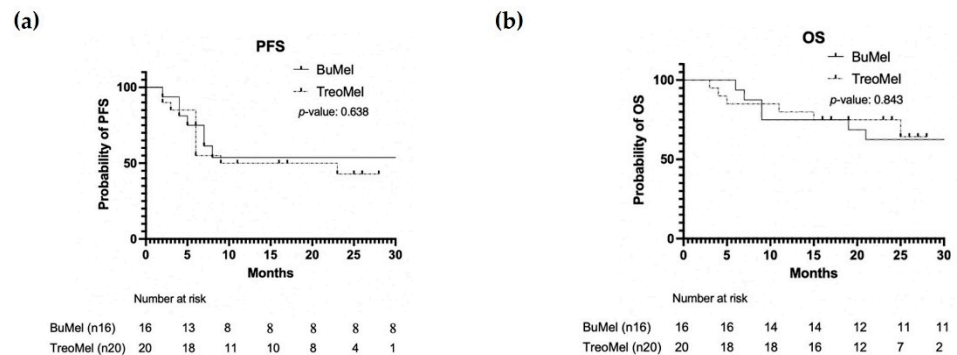 (a)
PFS
BuMel
TreoMel
p-value: 0.638
Probability of PFS
100
50
0
0 5 10 15 20 25 30
Months
Number at risk
BuMel (n16) 16 13 8 8 8 8 8
TreoMel (n20) 20 18 11 10 8 4 1
(b)
OS
BuMel
TreoMel
p-value: 0.843
Probability of OS
100
50
0
0 5 10 15 20 25 30
Months
Number at risk
BuMel (n16) 16 16 14 14 12 11 11
TreoMel (n20) 20 18 18 16 12 7 2